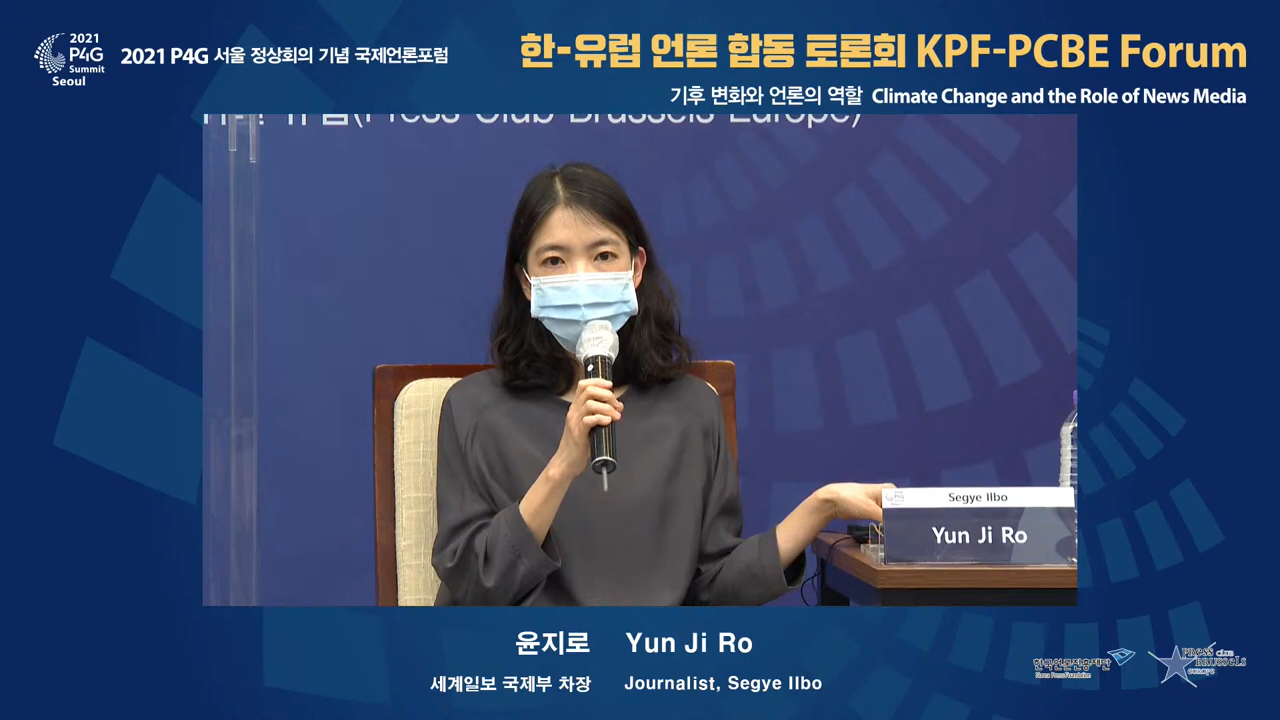 2021
P4G
Summit
Seoul
2021 P4G 서울 정상회의 기념 국제언론포럼
한-유럽 언론 합동 토론회 KPF-PCBE Forum
기후 변화와 언론의 역할 Climate Change and the Role of News Media
(Press Club Brussels Europe)
Segye Ilbo
Yun Ji Ro
윤지로 Yun Ji Ro
세계일보 국제부 차장 Journalist, Segye Ilbo
한국언론진흥재단
Korea Press Foundation
PRESS club
BRUSSELS
europe